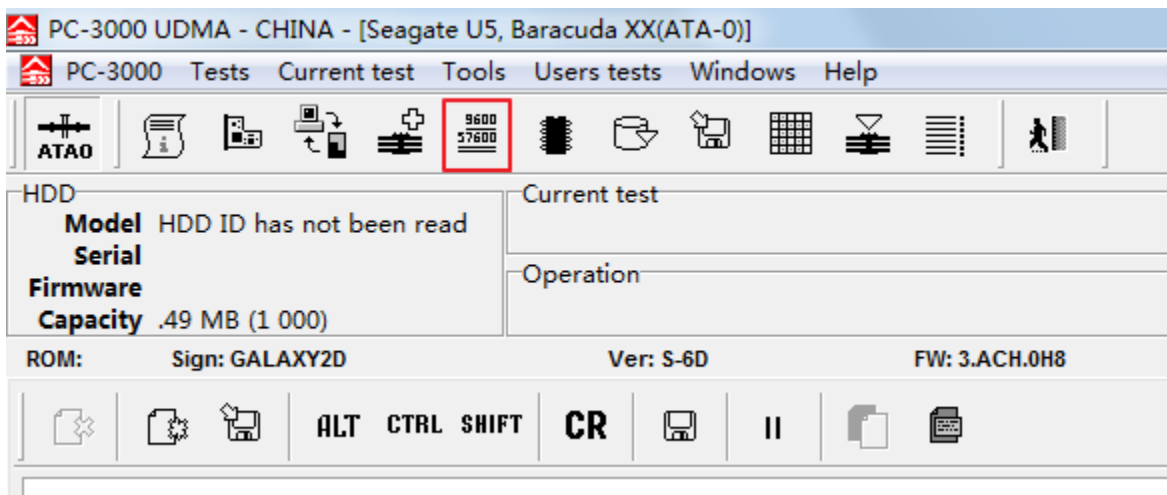 PC-3000 UDMA - CHINA - [Seagate U5, Baracuda XX(ATA-0)]
PC-3000 Tests Current test Tools Users tests Windows Help
ATA0
9600
57600
HDD
Model HDD ID has not been read
Serial
Firmware
Capacity .49 MB (1 000)
Current test
Operation
ROM: Sign: GALAXY2D Ver: S-6D FW: 3.ACH.0H8
ALT CTRL SHIFT CR